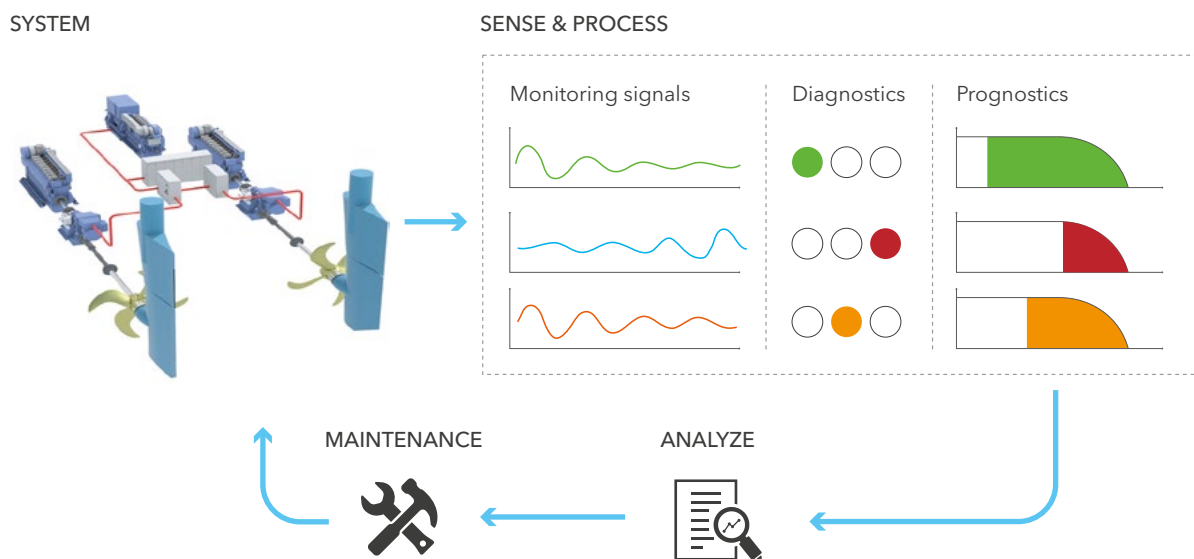 SYSTEM
SENSE & PROCESS
Monitoring signals
Diagnostics
Prognostics
MAINTENANCE
ANALYZE